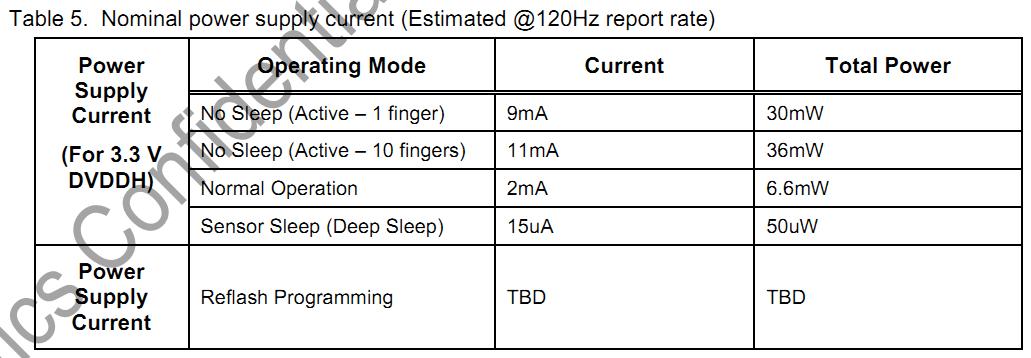 Table 5. Nominal power supply current (Estimated @120Hz report rate)
Power Supply Current (For 3.3 V DVDDH) Operating Mode Current Total Power
No Sleep (Active – 1 finger) 9mA 30mW
No Sleep (Active – 10 fingers) 11mA 36mW
Normal Operation 2mA 6.6mW
Sensor Sleep (Deep Sleep) 15uA 50uW
Power Supply Current Reflash Programming TBD TBD
ics Confidential